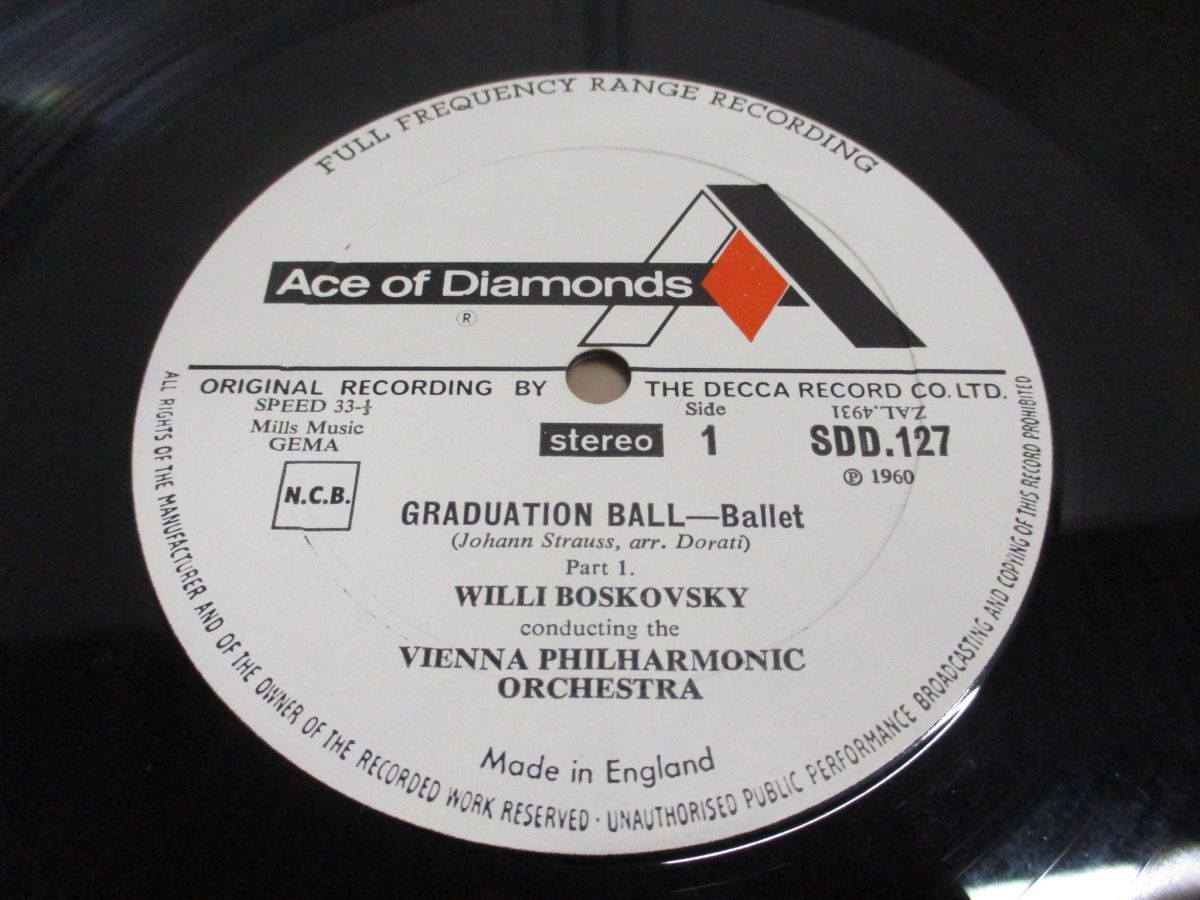 FULL FREQUENCY RANGE RECORDING
Ace of Diamonds
®
ORIGINAL RECORDING BY THE DECCA RECORD CO. LTD.
SPEED 33-⅓
Mills Music
GEMA
N.C.B.
stereo
Side
1
ZAL.4931
SDD.127
℗ 1960
GRADUATION BALL—Ballet
(Johann Strauss, arr. Dorati)
Part 1.
WILLI BOSKOVSKY
conducting the
VIENNA PHILHARMONIC
ORCHESTRA
Made in England
ALL RIGHTS OF THE MANUFACTURER AND OF THE OWNER OF THE RECORDED WORK RESERVED · UNAUTHORISED PUBLIC PERFORMANCE BROADCASTING AND COPYING OF THIS RECORD PROHIBITED